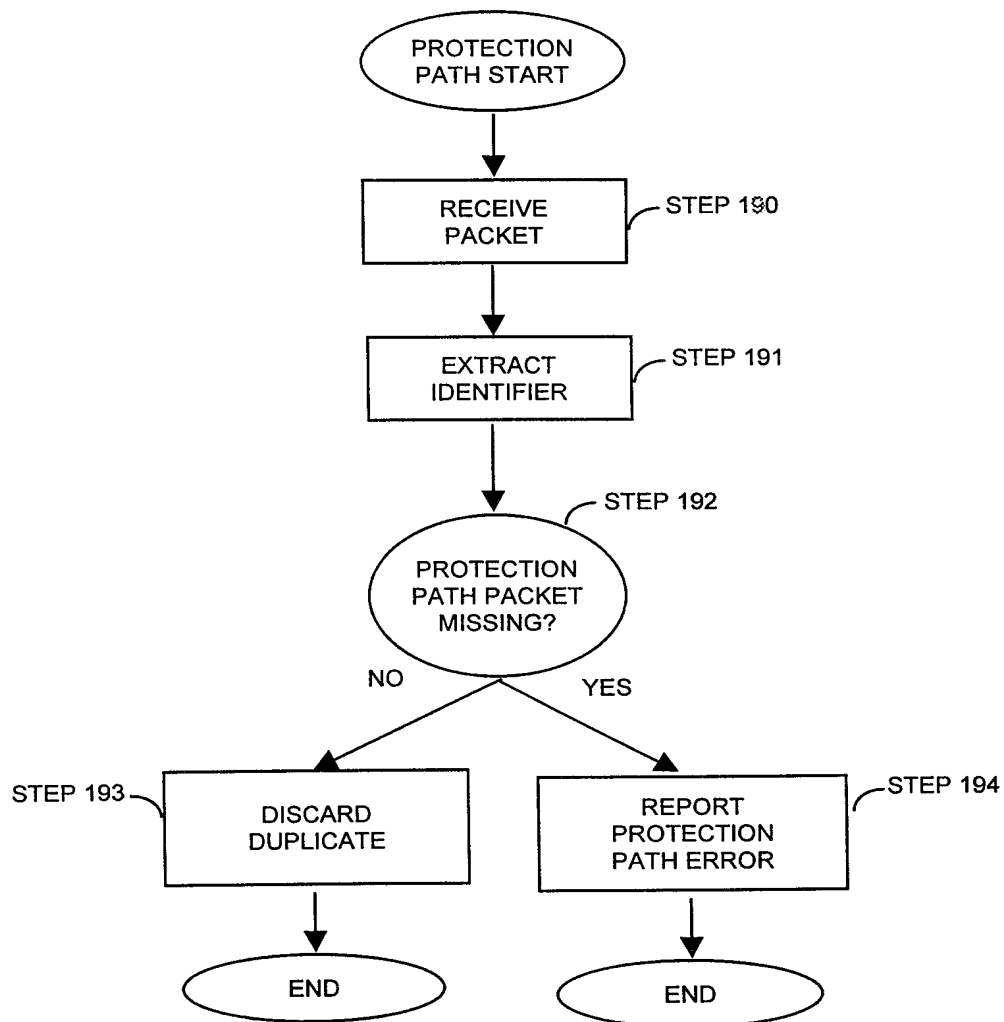 PROTECTION
PATH START
RECEIVE
PACKET
STEP 190
EXTRACT
IDENTIFIER
STEP 191
STEP 192
PROTECTION
PATH PACKET
MISSING?
NO
YES
STEP 193
DISCARD
DUPLICATE
REPORT
PROTECTION
PATH ERROR
STEP 194
END
END